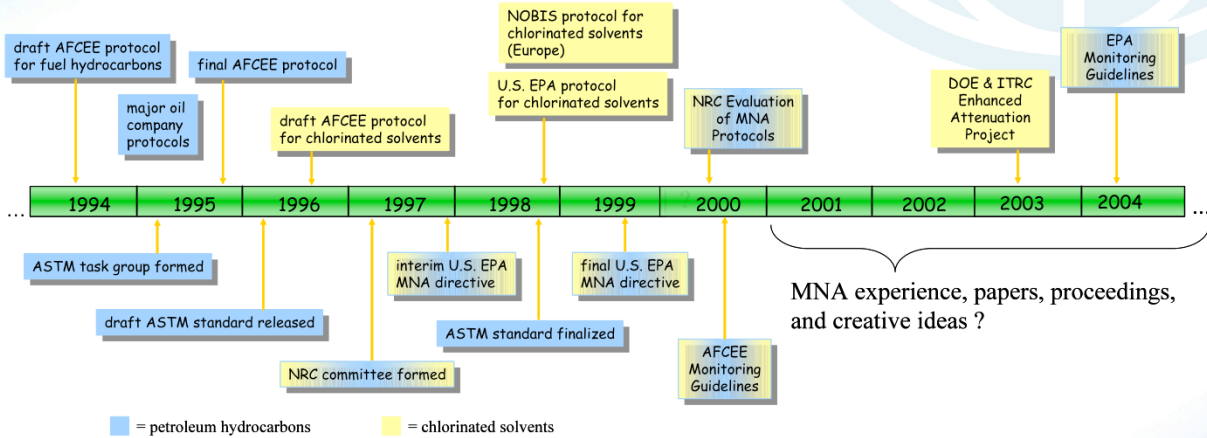 NOBIS protocol for
chlorinated solvents
(Europe)
draft AFCEE protocol
for fuel hydrocarbons
final AFCEE protocol
EPA
Monitoring
Guidelines
U.S. EPA protocol
for chlorinated solvents
major oil
company
protocols
draft AFCEE protocol
for chlorinated solvents
NRC Evaluation
of MNA
Protocols
DOE & ITRC
Enhanced
Attenuation
Project
... 1994 1995 1996 1997 1998 1999 2000 2001 2002 2003 2004 ...
ASTM task group formed
interim U.S. EPA
MNA directive
final U.S. EPA
MNA directive
draft ASTM standard released
ASTM standard finalized
NRC committee formed
AFCEE
Monitoring
Guidelines
MNA experience, papers, proceedings,
and creative ideas ?
= petroleum hydrocarbons
= chlorinated solvents